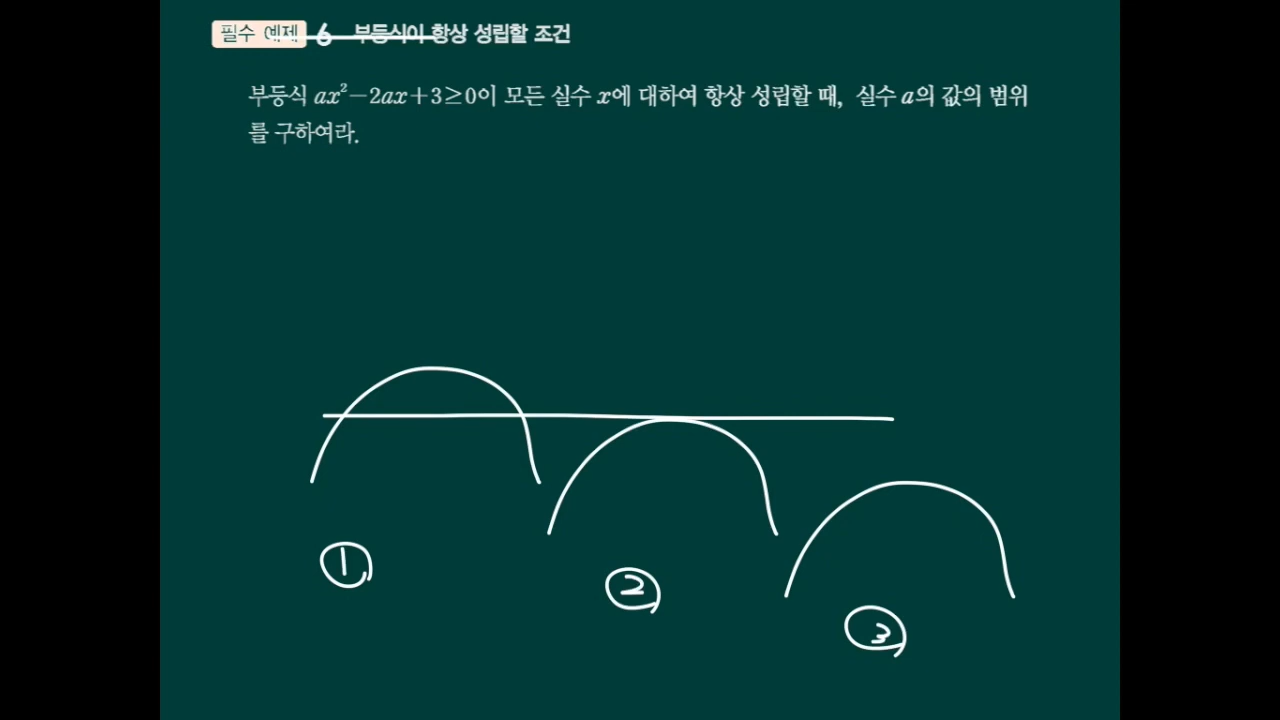 필수 예제 6 부등식이 항상 성립할 조건
부등식 ax²−2ax+3≥0이 모든 실수 x에 대하여 항상 성립할 때, 실수 a의 값의 범위
를 구하여라.
①
②
③